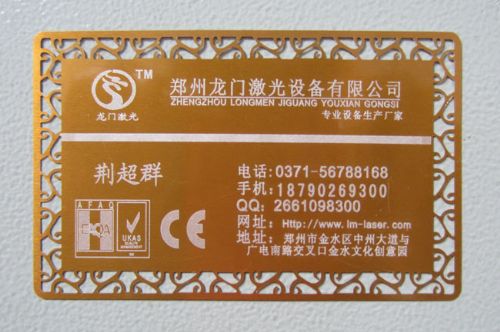 TM
龙门激光
郑州龙门激光设备有限公司
ZHENGZHOU LONGMEN JIGUANG YOUXIAN GONGSI
专业设备生产厂家
荆超群
电话:0371-56788168
手机:18790269300
QQ:2661098300
网址:Http://www.lm-laser.com
地址:郑州市金水区中州大道与
广电南路交叉口金水文化创意园
AFAQ
EAQA
UKAS
QUALITY
MANAGEMENT
CE